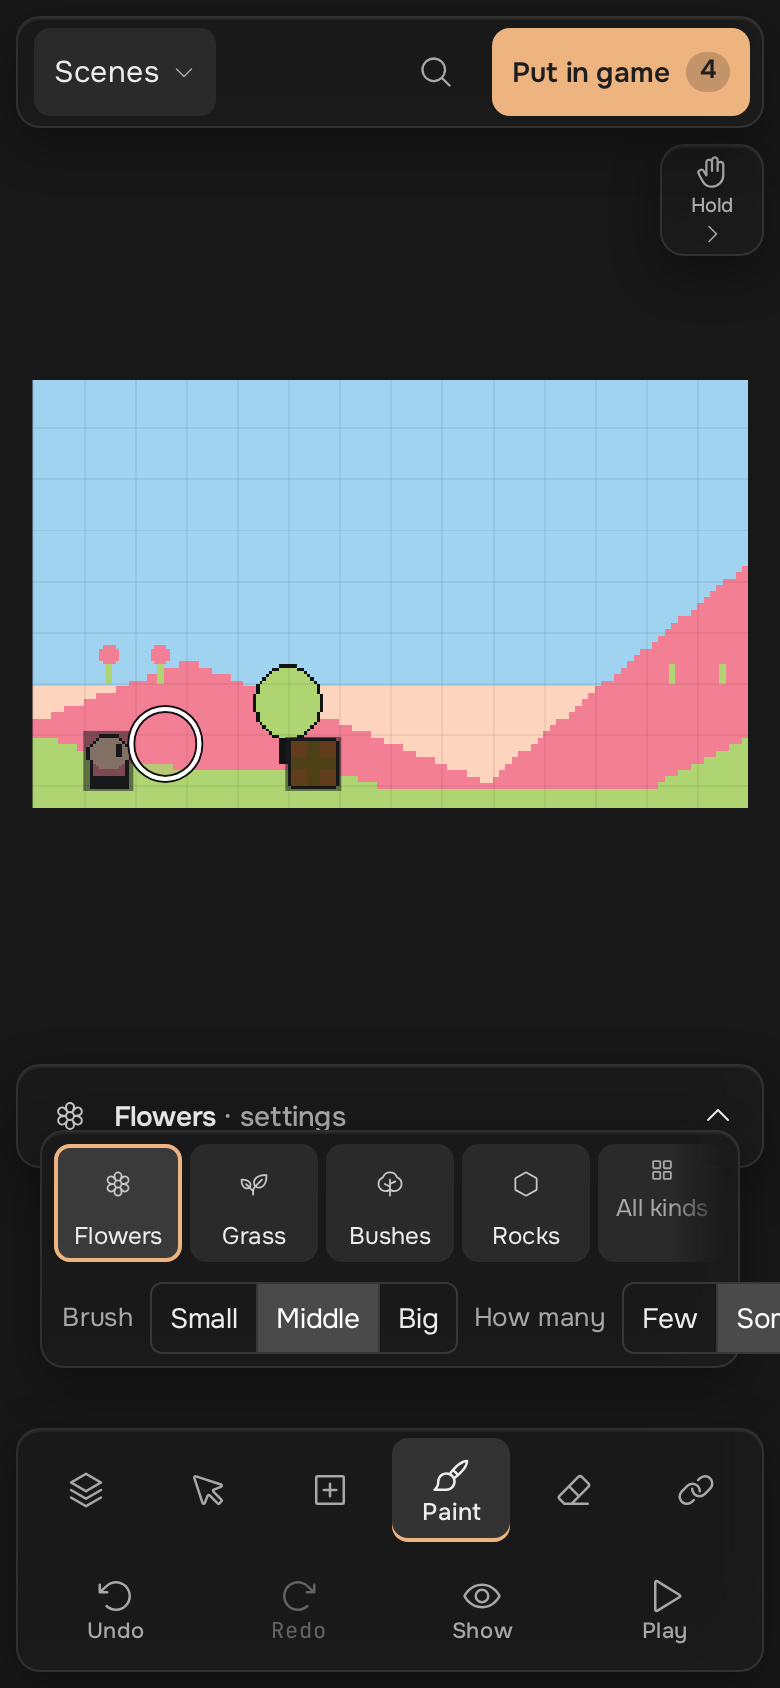 Scenes
Put in game 4
Hold
Flowers · settings
Flowers Grass Bushes Rocks All kinds
Brush Small Middle Big How many Few
Paint
Undo Redo Show Play